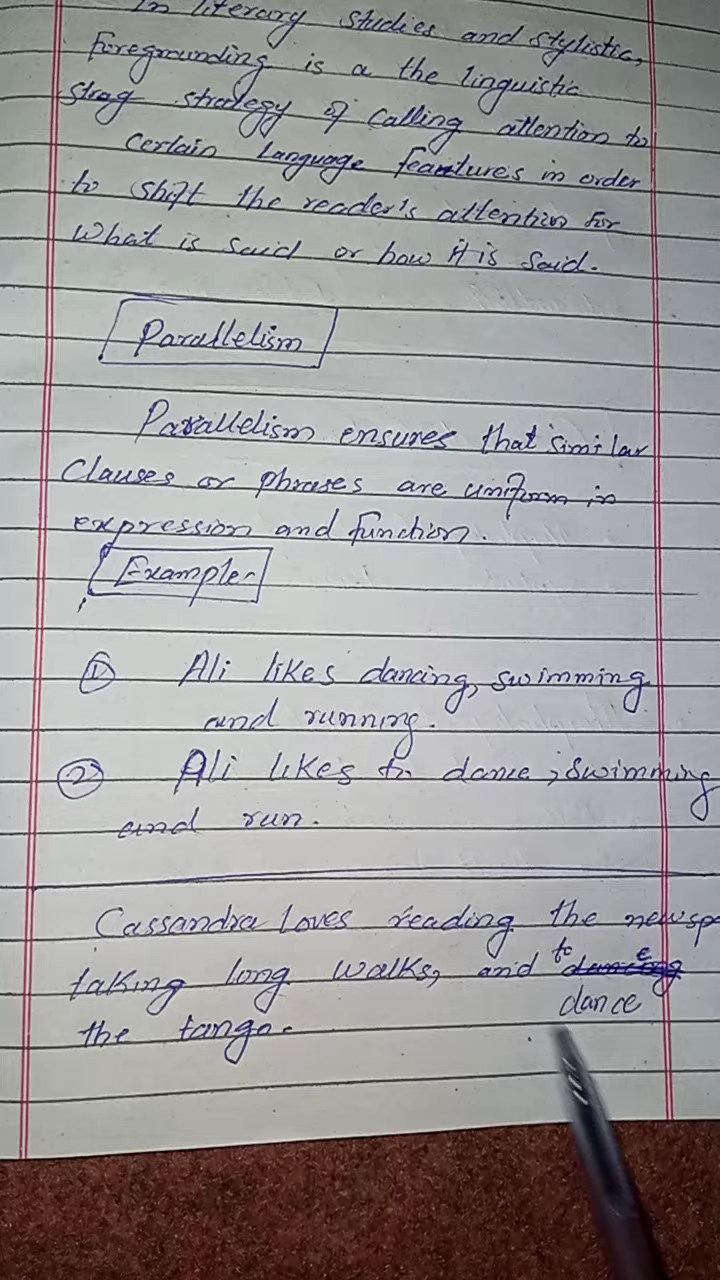 In literary studies and stylistic,
Foregrounding is a the linguistic
strag strategy of calling attention to
certain language features in order
to shift the reader's attention for
what is said or how it is said.
Parallelism
Parallelism ensures that similar
clauses or phrases are uniform in
expression and function.
Example-
① Ali likes dancing, swimming
and running.
② Ali likes to dance, swimming
and run.
Cassandra loves reading the newsp
taking long walks, and to
dance
the tango.